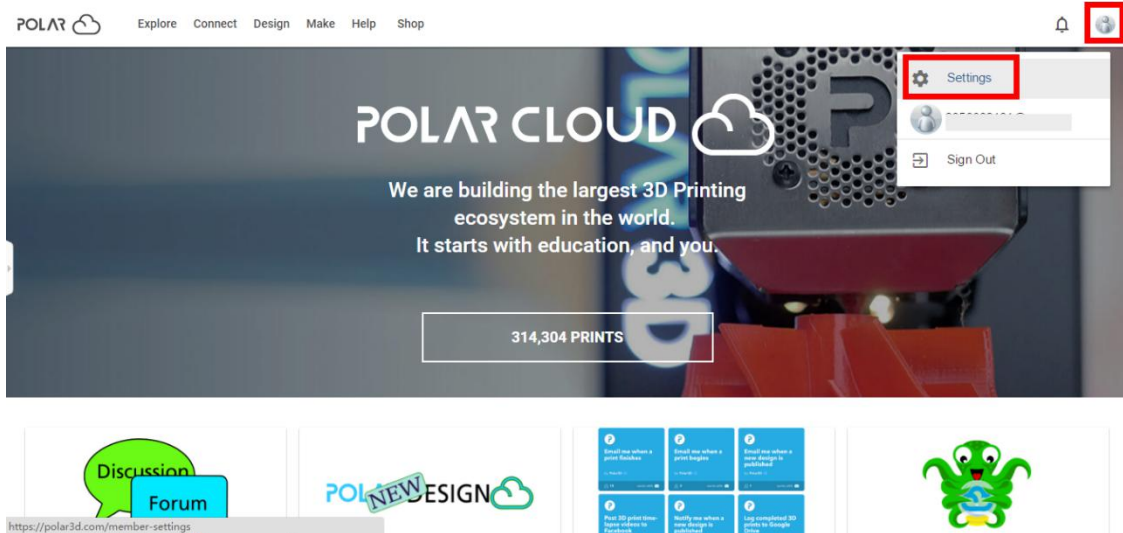 POLAR
Explore Connect Design Make Help Shop
Settings
Sign Out
POLAR CLOUD
We are building the largest 3D Printing
ecosystem in the world.
It starts with education, and you.
314,304 PRINTS
Discussion
Forum
NEW
DESIGN
Email me when a
print finishes
Email me when a
print begins
Email me when a
new design is
published
Post 3D print time-
lapse videos to
Facebook
Notify me when a
new design is
published
Log completed 3D
prints to Google
Drive
https://polar3d.com/member-settings